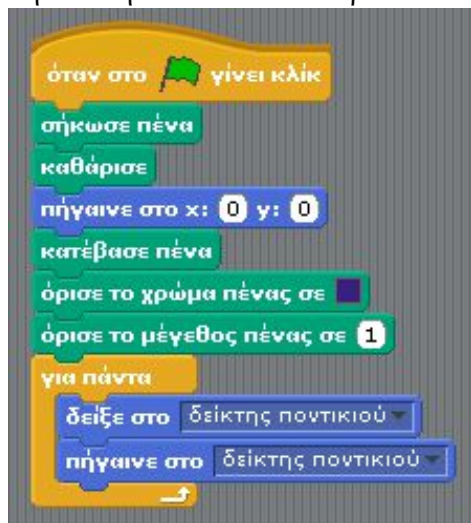 όταν στο γίνει κλίκ
σήκωσε πένα
καθάρισε
πήγαινε στο x: 0 y: 0
κατέβασε πένα
όρισε το χρώμα πένας σε
όρισε το μέγεθος πένας σε 1
για πάντα
δείξε στο δείκτης ποντικιού
πήγαινε στο δείκτης ποντικιού